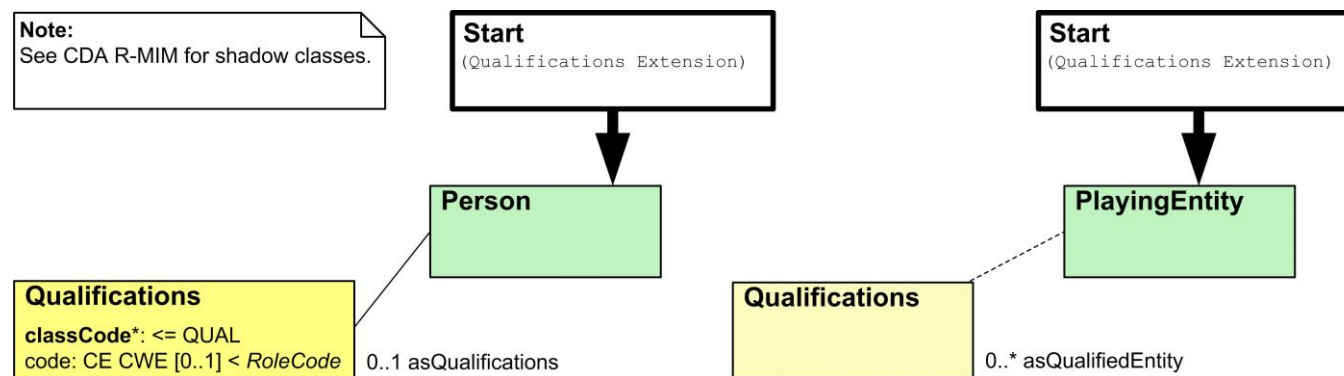 Note:
See CDA R-MIM for shadow classes.
Start
(Qualifications Extension)
Start
(Qualifications Extension)
Person
PlayingEntity
Qualifications
classCode*: <= QUAL
code: CE CWE [0..1] < RoleCode
0..1 asQualifications
Qualifications
0..* asQualifiedEntity